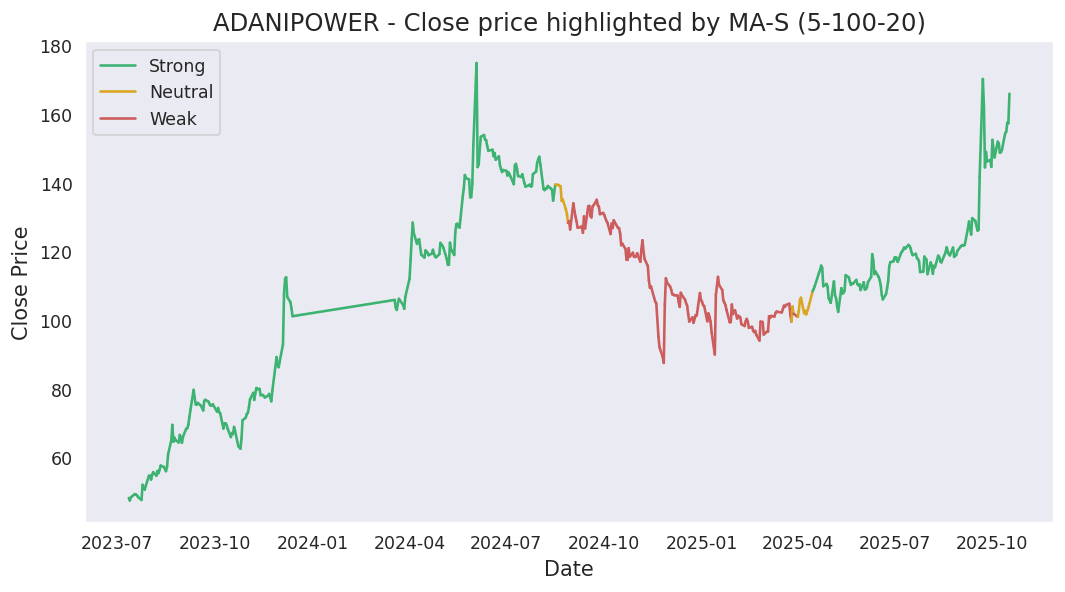 ADANIPOWER - Close price highlighted by MA-S (5-100-20)
Strong
Neutral
Weak
Close Price
180
160
140
120
100
80
60
2023-07 2023-10 2024-01 2024-04 2024-07 2024-10 2025-01 2025-04 2025-07 2025-10
Date